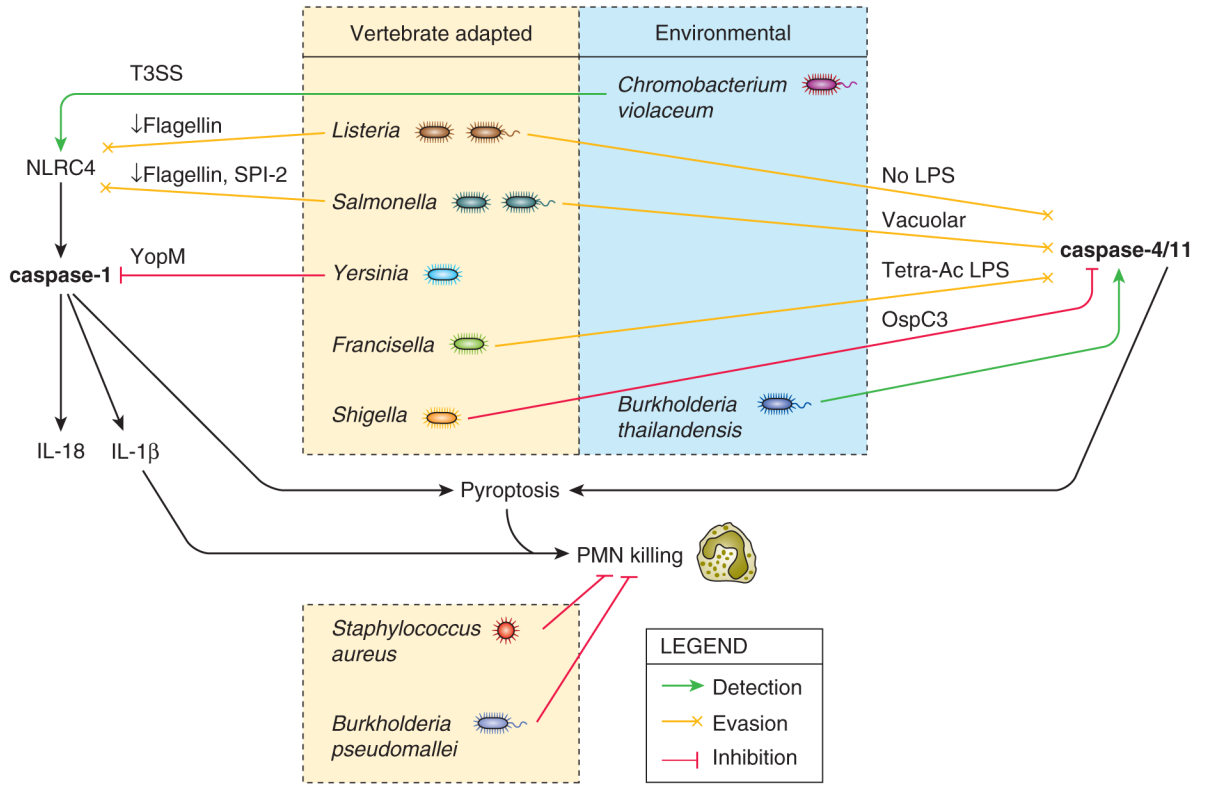 Vertebrate adapted
Environmental
T3SS
Chromobacterium
violaceum
↓Flagellin
Listeria
NLRC4
↓Flagellin, SPI-2
No LPS
Salmonella
Vacuolar
caspase-1
YopM
Yersinia
caspase-4/11
Tetra-Ac LPS
OspC3
Francisella
Shigella
Burkholderia
thailandensis
IL-18
IL-1β
Pyroptosis
PMN killing
Staphylococcus
aureus
Burkholderia
pseudomallei
LEGEND
Detection
Evasion
Inhibition